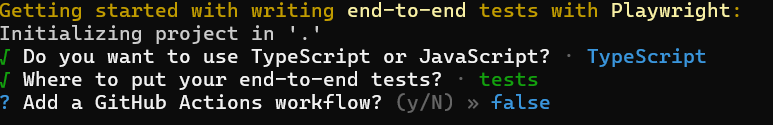 Getting started with writing end-to-end tests with Playwright:
Initializing project in '.'
√ Do you want to use TypeScript or JavaScript? · TypeScript
√ Where to put your end-to-end tests? · tests
? Add a GitHub Actions workflow? (y/N) » false